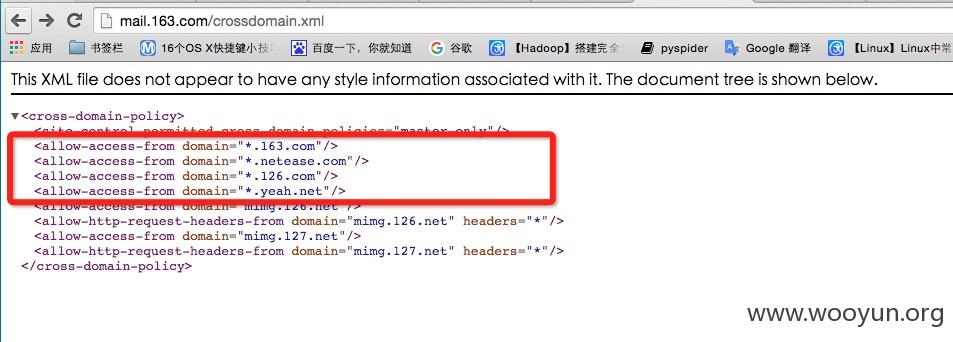 mail.163.com/crossdomain.xml
应用 书签栏 16个OS X快捷键小技 百度一下，你就知道 谷歌 【Hadoop】搭建完全 pyspider Google 翻译 【Linux】Linux中常
This XML file does not appear to have any style information associated with it. The document tree is shown below.
▼<cross-domain-policy>
<site-control permitted-cross-domain-policies="master-only"/>
<allow-access-from domain="*.163.com"/>
<allow-access-from domain="*.netease.com"/>
<allow-access-from domain="*.126.com"/>
<allow-access-from domain="*.yeah.net"/>
<allow-access-from domain="mimg.126.net"/>
<allow-http-request-headers-from domain="mimg.126.net" headers="*"/>
<allow-access-from domain="mimg.127.net"/>
<allow-http-request-headers-from domain="mimg.127.net" headers="*"/>
</cross-domain-policy>
www.wooyun.org